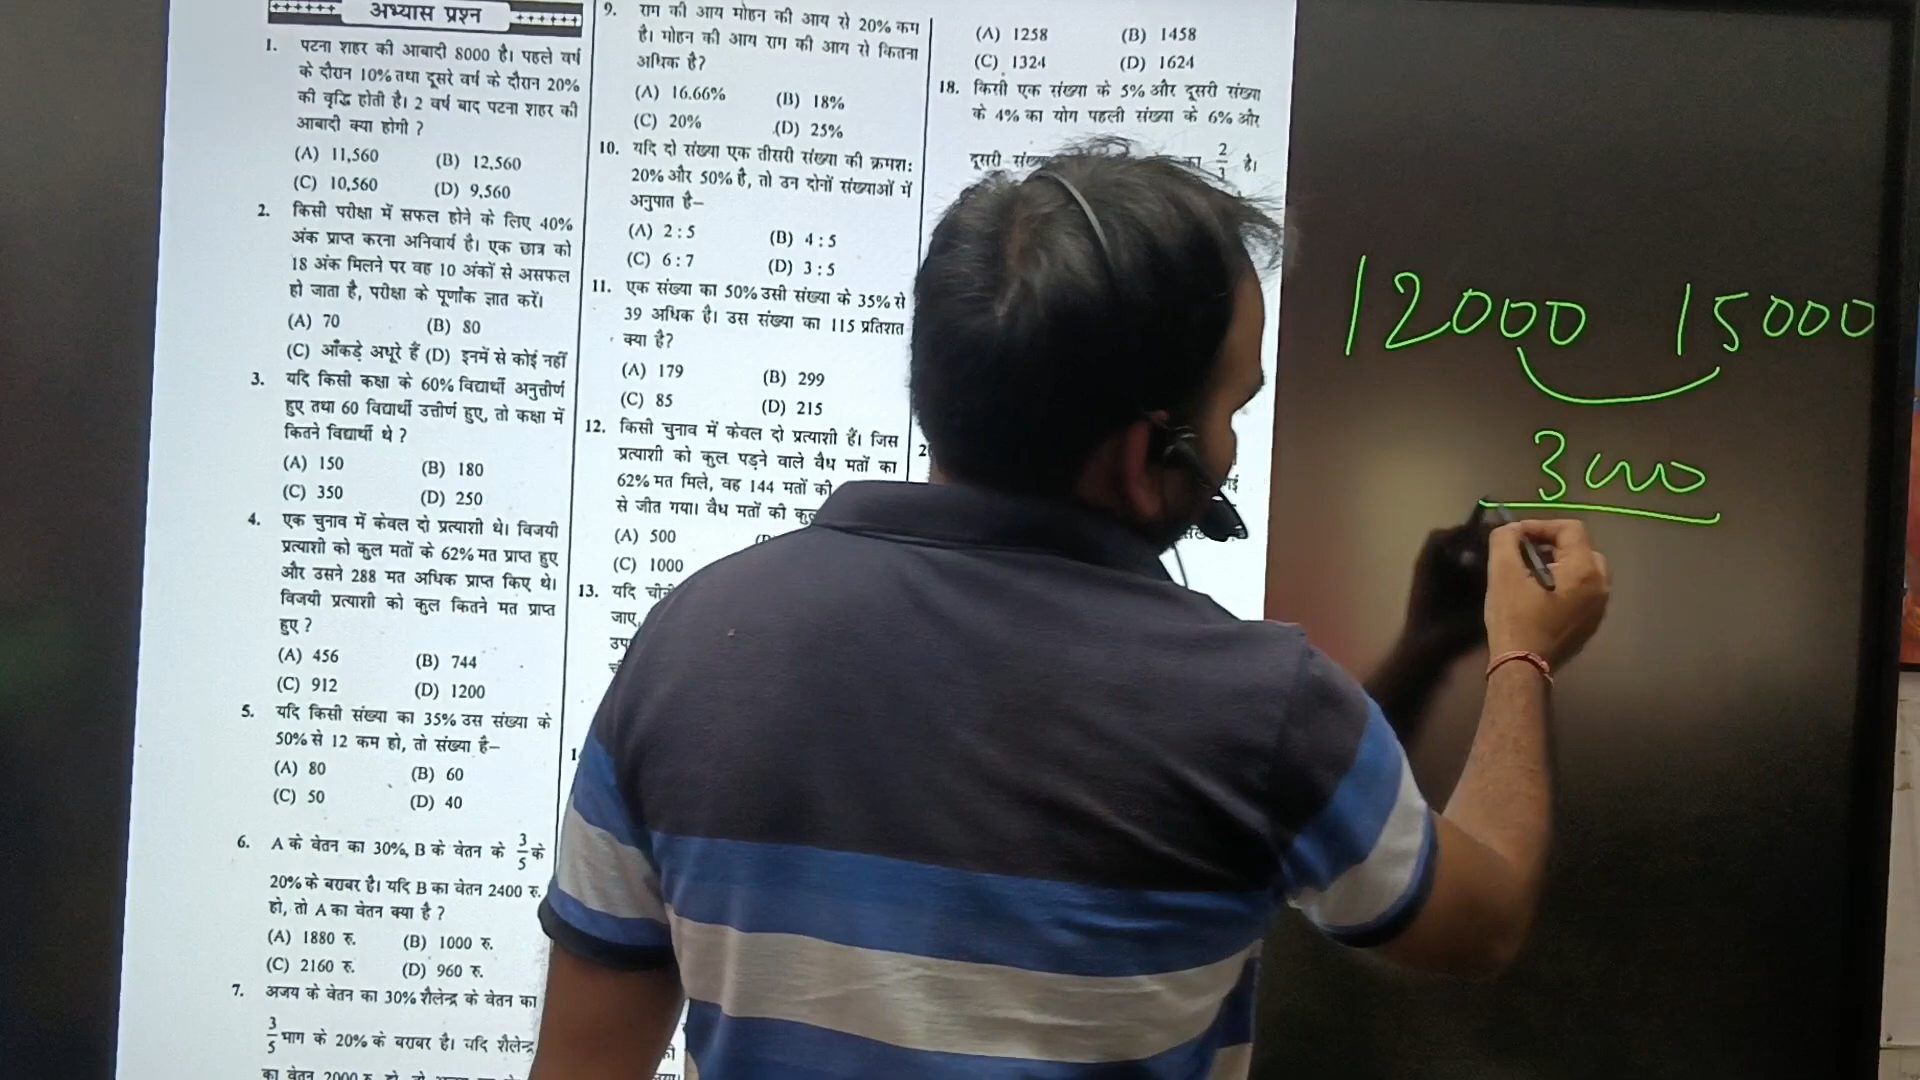 अभ्यास प्रश्न
1. पटना शहर की आबादी 8000 है। पहले वर्ष
के दौरान 10% तथा दूसरे वर्ष के दौरान 20%
की वृद्धि होती है। 2 वर्ष बाद पटना शहर की
आबादी क्या होगी ?
(A) 11,560 (B) 12,560
(C) 10,560 (D) 9,560
2. किसी परीक्षा में सफल होने के लिए 40%
अंक प्राप्त करना अनिवार्य है। एक छात्र को
18 अंक मिलने पर वह 10 अंकों से असफल
हो जाता है, परीक्षा के पूर्णांक ज्ञात करें।
(A) 70 (B) 80
(C) आँकड़े अधूरे हैं (D) इनमें से कोई नहीं
3. यदि किसी कक्षा के 60% विद्यार्थी अनुत्तीर्ण
हुए तथा 60 विद्यार्थी उत्तीर्ण हुए, तो कक्षा में
कितने विद्यार्थी थे ?
(A) 150 (B) 180
(C) 350 (D) 250
4. एक चुनाव में केवल दो प्रत्याशी थे। विजयी
प्रत्याशी को कुल मतों के 62% मत प्राप्त हुए
और उसने 288 मत अधिक प्राप्त किए थे।
विजयी प्रत्याशी को कुल कितने मत प्राप्त
हुए ?
(A) 456 (B) 744
(C) 912 (D) 1200
5. यदि किसी संख्या का 35% उस संख्या के
50% से 12 कम हो, तो संख्या है–
(A) 80 (B) 60
(C) 50 (D) 40
6. A के वेतन का 30%, B के वेतन के 3/5 के
20% के बराबर है। यदि B का वेतन 2400 रु.
हो, तो A का वेतन क्या है ?
(A) 1880 रु. (B) 1000 रु.
(C) 2160 रु. (D) 960 रु.
7. अजय के वेतन का 30% शैलेन्द्र के वेतन का
3/5 भाग के 20% के बराबर है। यदि शैलेन्द्र
का वेतन 2000 रु.
9. राम की आय मोहन की आय से 20% कम
है। मोहन की आय राम की आय से कितना
अधिक है?
(A) 16.66% (B) 18%
(C) 20% (D) 25%
10. यदि दो संख्या एक तीसरी संख्या की क्रमश:
20% और 50% है, तो उन दोनों संख्याओं में
अनुपात है–
(A) 2 : 5 (B) 4 : 5
(C) 6 : 7 (D) 3 : 5
11. एक संख्या का 50% उसी संख्या के 35% से
39 अधिक है। उस संख्या का 115 प्रतिशत
क्या है?
(A) 179 (B) 299
(C) 85 (D) 215
12. किसी चुनाव में केवल दो प्रत्याशी हैं। जिस
प्रत्याशी को कुल पड़ने वाले वैध मतों का
62% मत मिले, वह 144 मतों की
से जीत गया। वैध मतों की
(A) 500
(C) 1000
13. यदि
जाए,
(A) 1258 (B) 1458
(C) 1324 (D) 1624
18. किसी एक संख्या के 5% और दूसरी संख्या
के 4% का योग पहली संख्या के 6% और
दूसरी 2/3 है।
12000 15000
3000